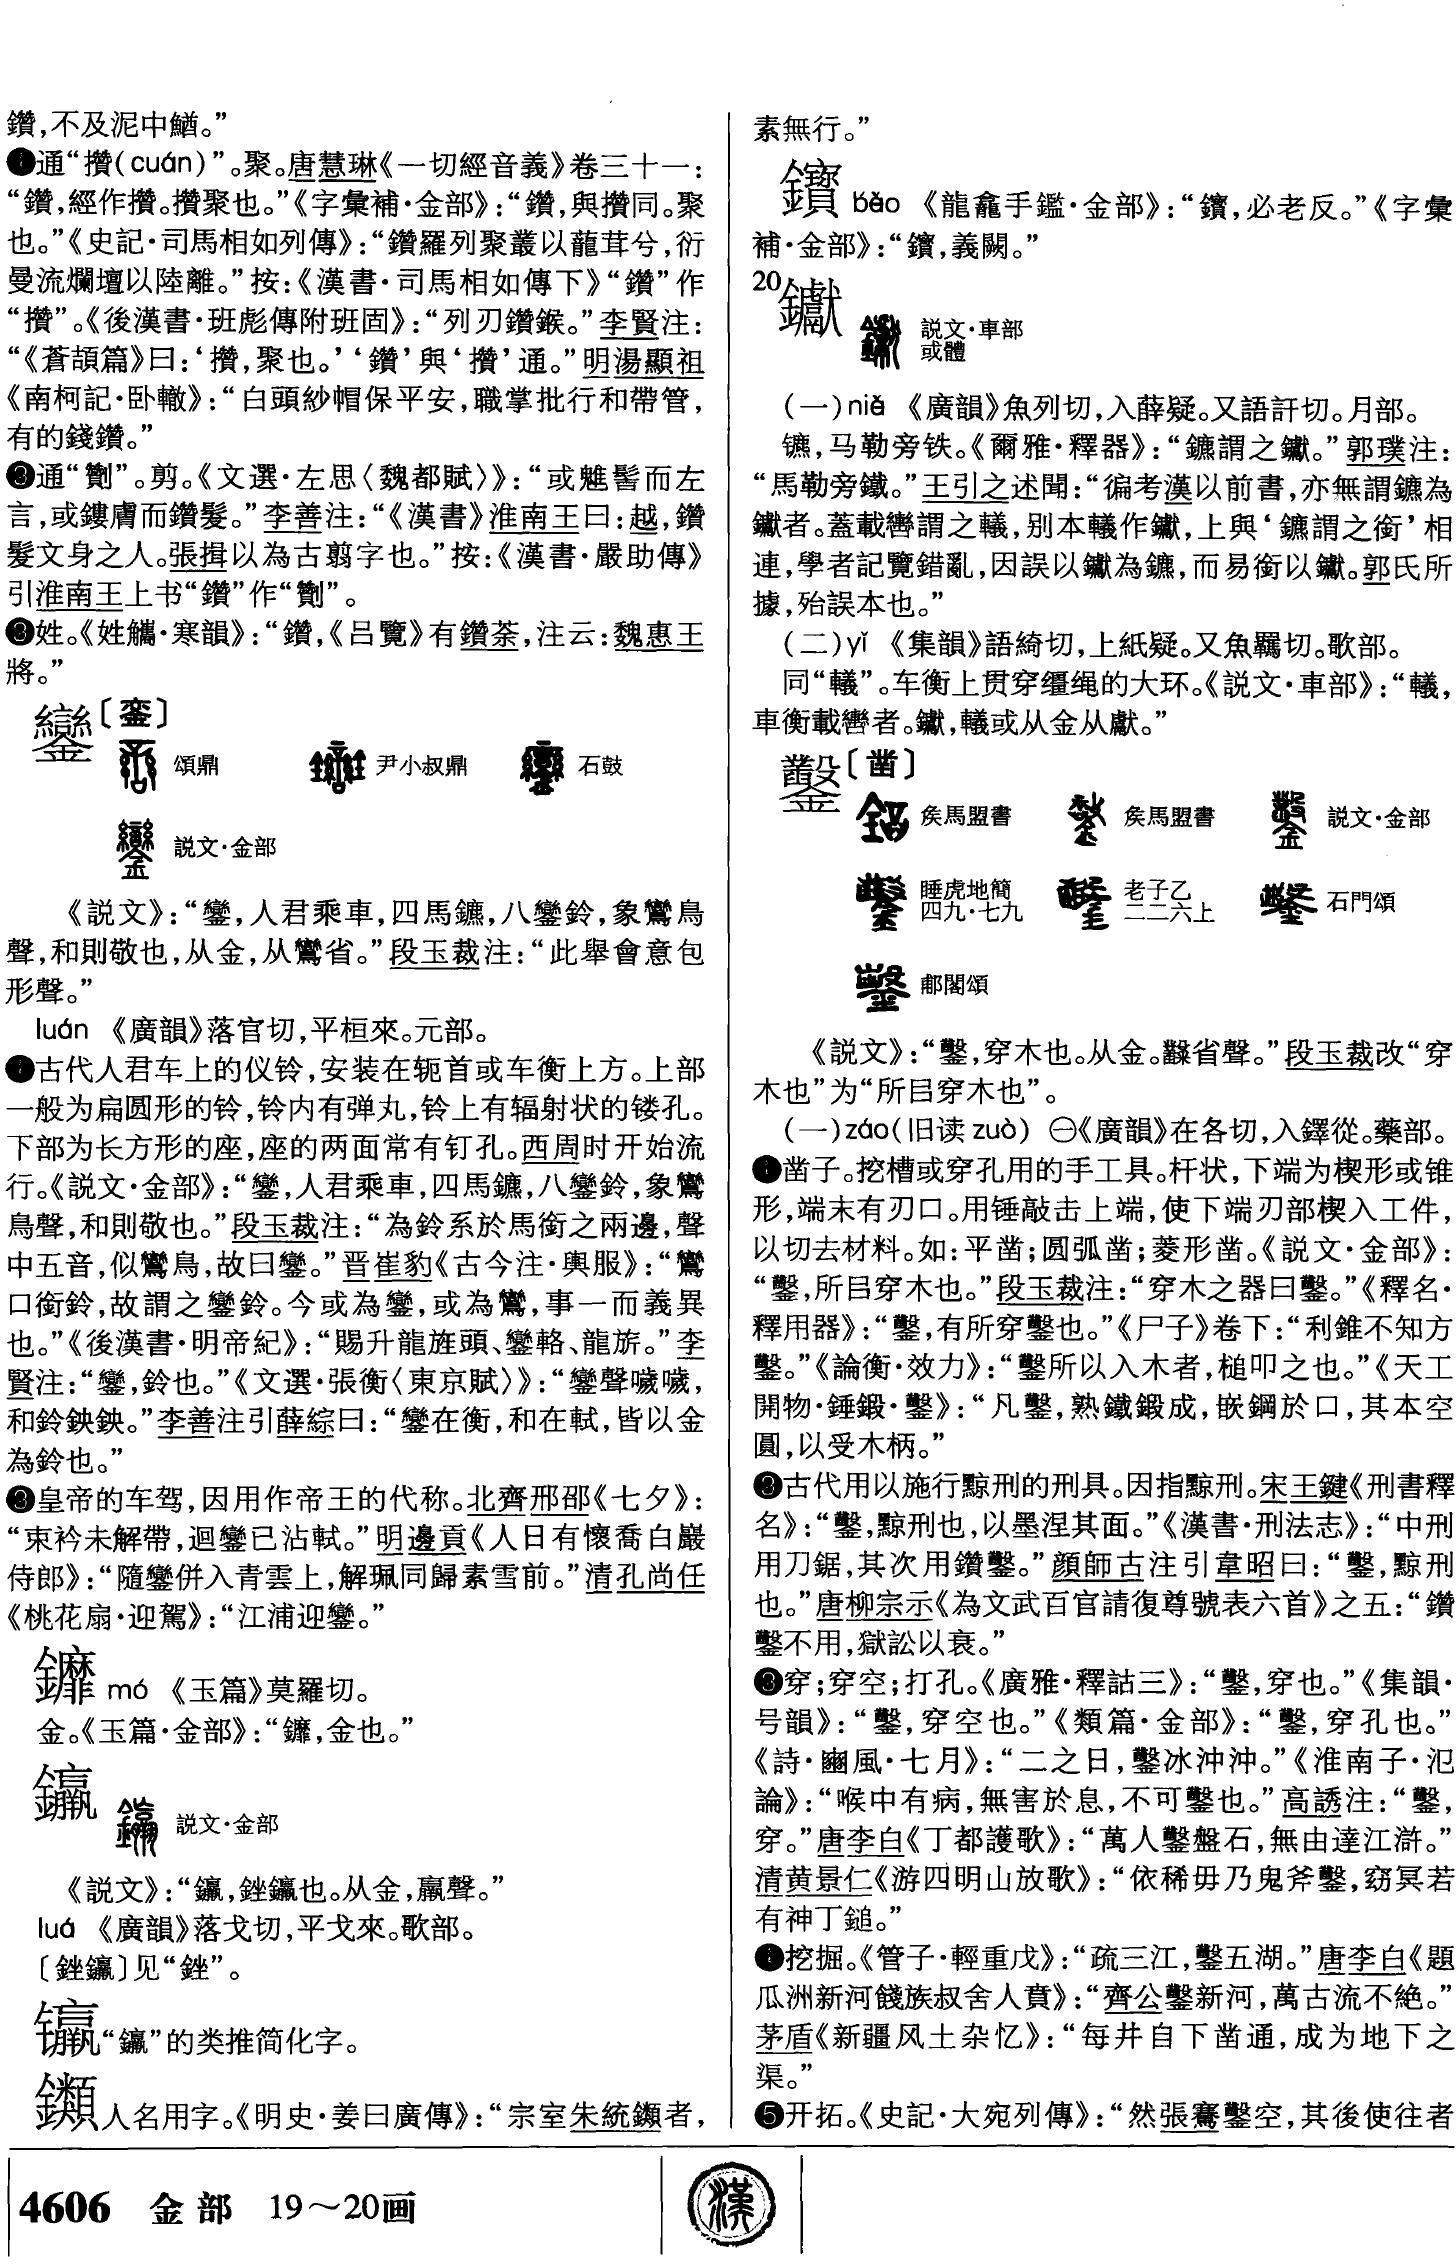 鑽，不及泥中鰌。”
❼通“攢(cuán)”。聚。唐慧琳《一切經音義》卷三十一：
“鑽，經作攢。攢聚也。”《字彙補·金部》：“鑽，與攢同。聚
也。”《史記·司馬相如列傳》：“鑽羅列聚叢以蘢茸兮，衍
曼流爛壇以陸離。”按：《漢書·司馬相如傳下》“鑽”作
“攢”。《後漢書·班彪傳附班固》：“列刃鑽鍭。”李賢注：
“《蒼頡篇》曰：‘攢，聚也。’‘鑽’與‘攢’通。”明湯顯祖
《南柯記·卧轍》：“白頭紗帽保平安，職掌批行和帶管，
有的錢鑽。”
❽通“劗”。剪。《文選·左思〈魏都賦〉》：“或魋髻而左
言，或鏤膚而鑽髮。”李善注：“《漢書》淮南王曰：越，鑽
髮文身之人。張揖以為古翦字也。”按：《漢書·嚴助傳》
引淮南王上书“鑽”作“劗”。
姓。《姓觿·寒韻》：“鑽，《吕覽》有鑽荼，注云：魏惠王
將。”
鑾〔銮〕
頌鼎 尹小叔鼎 石鼓
説文·金部
《説文》：“鑾，人君乘車，四馬鑣，八鑾鈴，象鸞鳥
聲，和則敬也，从金，从鸞省。”段玉裁注：“此舉會意包
形聲。”
luán 《廣韻》落官切，平桓來。元部。
❶古代人君车上的仪铃，安装在轭首或车衡上方。上部
一般为扁圆形的铃，铃内有弹丸，铃上有辐射状的镂孔。
下部为长方形的座，座的两面常有钉孔。西周时开始流
行。《説文·金部》：“鑾，人君乘車，四馬鑣，八鑾鈴，象鸞
鳥聲，和則敬也。”段玉裁注：“為鈴系於馬銜之兩邊，聲
中五音，似鸞鳥，故曰鑾。”晋崔豹《古今注·輿服》：“鸞
口銜鈴，故謂之鑾鈴。今或為鑾，或為鸞，事一而義異
也。”《後漢書·明帝紀》：“賜升龍旌頭、鑾輅、龍旂。”李
賢注：“鑾，鈴也。”《文選·張衡〈東京賦〉》：“鑾聲噦噦，
和鈴鉠鉠。”李善注引薛綜曰：“鑾在衡，和在軾，皆以金
為鈴也。”
❷皇帝的车驾，因用作帝王的代称。北齊邢邵《七夕》：
“束衿未解帶，迴鑾已沾軾。”明邊貢《人日有懷喬白巖
侍郎》：“隨鑾併入青雲上，解珮同歸素雪前。”清孔尚任
《桃花扇·迎駕》：“江浦迎鑾。”
䥸 mó 《玉篇》莫羅切。
金。《玉篇·金部》：“䥸，金也。”
鑼
説文·金部
《説文》：“，銼也。从金，羸聲。”
luó 《廣韻》落戈切，平戈來。歌部。
〔銼〕见“銼”。
“”的类推简化字。
人名用字。《明史·姜曰廣傳》：“宗室朱統者，
素無行。”
bǎo 《龍龕手鑑·金部》：“，必老反。”《字彙
補·金部》：“，義闕。”
20
钀
説文·車部
或體
(一)niè 《廣韻》魚列切，入薛疑。又語訐切。月部。
镳，马勒旁铁。《爾雅·釋器》：“鑣謂之钀。”郭璞注：
“馬勒旁鐵。”王引之述聞：“徧考漢以前書，亦無謂鑣為
钀者。蓋載轡謂之轙，别本轙作钀，上與‘鑣謂之銜’相
連，學者記覽錯亂，因誤以钀為鑣，而易銜以钀。郭氏所
據，殆誤本也。”
(二)yǐ 《集韻》語綺切，上紙疑。又魚羈切。歌部。
同“轙”。车衡上贯穿缰绳的大环。《説文·車部》：“轙，
車衡載轡者。钀，轙或从金从獻。”
鑿〔凿〕
矦馬盟書 矦馬盟書 説文·金部
睡虎地簡
四九·七九
老子乙
二二六上
石門頌
郙閣頌
《説文》：“鑿，穿木也。从金。糳省聲。”段玉裁改“穿
木也”为“所㠯穿木也”。
(一)záo(旧读zuò) ㊀《廣韻》在各切，入鐸從。藥部。
❶凿子。挖槽或穿孔用的手工具。杆状，下端为楔形或锥
形，端末有刃口。用锤敲击上端，使下端刃部楔入工件，
以切去材料。如：平凿；圆弧凿；菱形凿。《説文·金部》：
“鑿，所㠯穿木也。”段玉裁注：“穿木之器曰鑿。”《釋名·
釋用器》：“鑿，有所穿鑿也。”《尸子》卷下：“利錐不知方
鑿。”《論衡·效力》：“鑿所以入木者，槌叩之也。”《天工
開物·錘鍛·鑿》：“凡鑿，熟鐵鍛成，嵌鋼於口，其本空
圓，以受木柄。”
❷古代用以施行黥刑的刑具。因指黥刑。宋王鍵《刑書釋
名》：“鑿，黥刑也，以墨涅其面。”《漢書·刑法志》：“中刑
用刀鋸，其次用鑽鑿。”顔師古注引韋昭曰：“鑿，黥刑
也。”唐柳宗示《為文武百官請復尊號表六首》之五：“鑽
鑿不用，獄訟以衰。”
❸穿；穿空；打孔。《廣雅·釋詁三》：“鑿，穿也。”《集韻·
号韻》：“鑿，穿空也。”《類篇·金部》：“鑿，穿孔也。”
《詩·豳風·七月》：“二之日，鑿冰沖沖。”《淮南子·氾
論》：“喉中有病，無害於息，不可鑿也。”高誘注：“鑿，
穿。”唐李白《丁都護歌》：“萬人鑿盤石，無由達江滸。”
清黄景仁《游四明山放歌》：“依稀毋乃鬼斧鑿，窈冥若
有神丁鎚。”
❹挖掘。《管子·輕重戊》：“疏三江，鑿五湖。”唐李白《題
瓜洲新河餞族叔舍人賁》：“齊公鑿新河，萬古流不絶。”
茅盾《新疆风土杂忆》：“每井自下凿通，成为地下之
渠。”
❺开拓。《史記·大宛列傳》：“然張騫鑿空，其後使往者
4606 金部 19～20画
漢